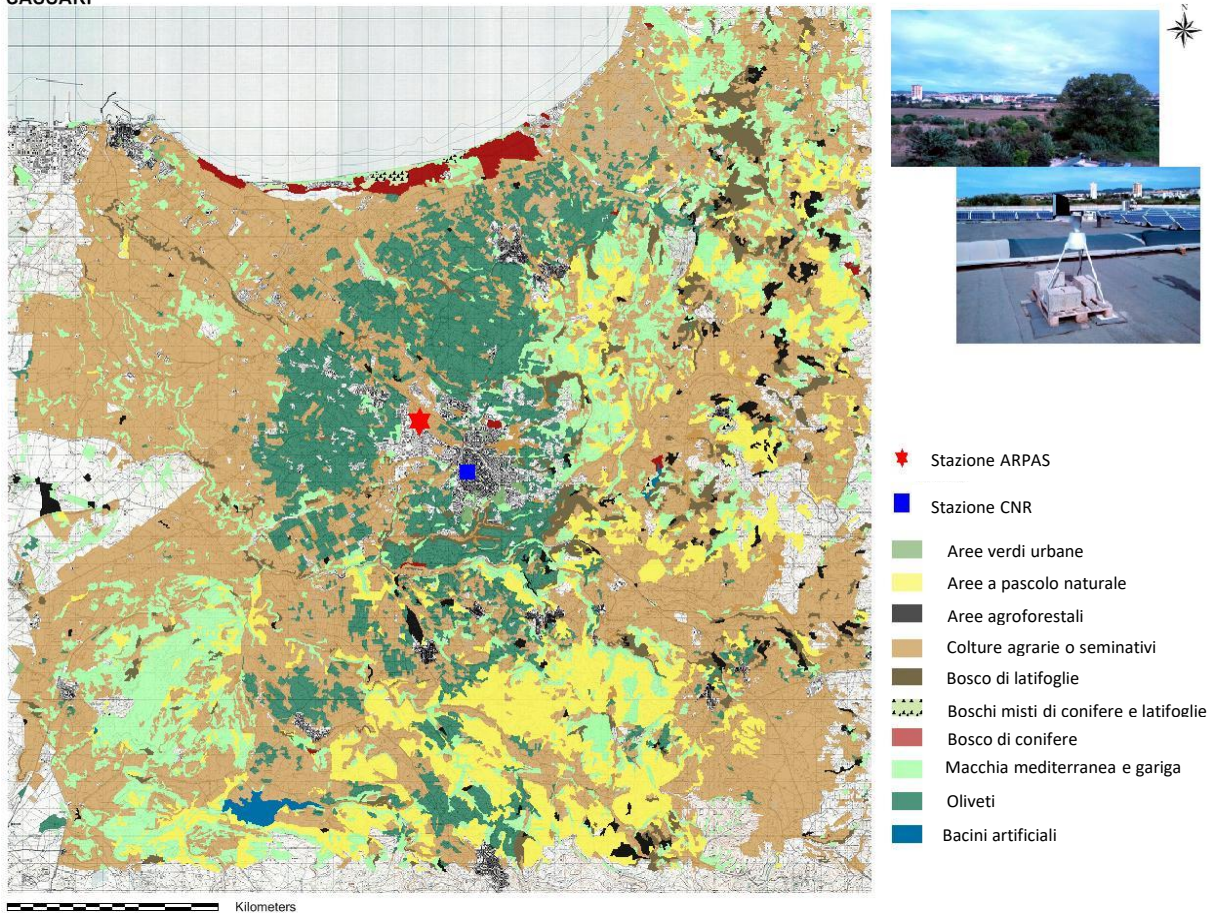 SASSARI
N
Stazione ARPAS
Stazione CNR
Aree verdi urbane
Aree a pascolo naturale
Aree agroforestali
Colture agrarie o seminativi
Bosco di latifoglie
Boschi misti di conifere e latifoglie
Bosco di conifere
Macchia mediterranea e gariga
Oliveti
Bacini artificiali
Kilometers